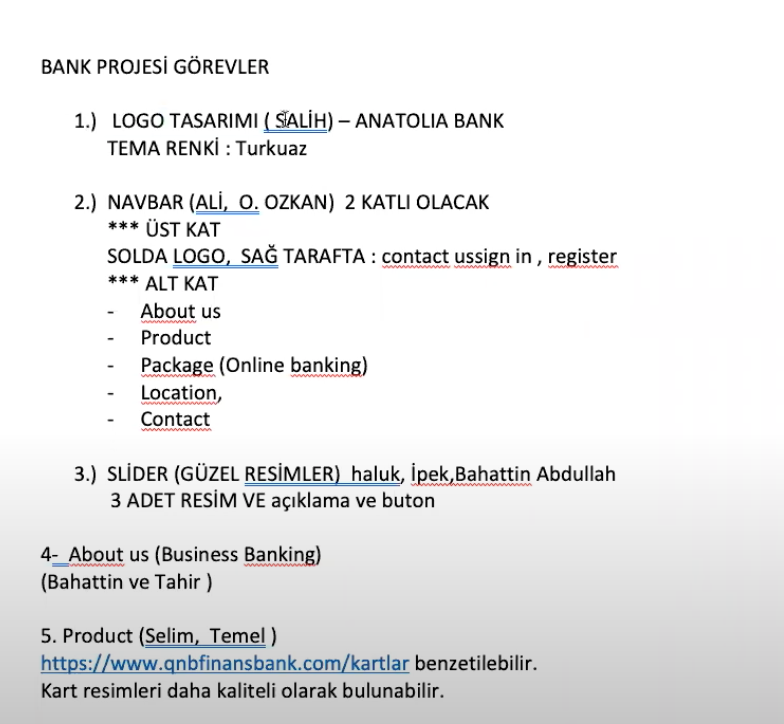 BANK PROJESİ GÖREVLER
1.) LOGO TASARIMI ( SALİH) – ANATOLIA BANK
TEMA RENKİ : Turkuaz
2.) NAVBAR (ALİ, O. OZKAN) 2 KATLI OLACAK
*** ÜST KAT
SOLDA LOGO, SAĞ TARAFTA : contact ussign in , register
*** ALT KAT
- About us
- Product
- Package (Online banking)
- Location,
- Contact
3.) SLİDER (GÜZEL RESİMLER) haluk, İpek,Bahattin Abdullah
3 ADET RESİM VE açıklama ve buton
4- About us (Business Banking)
(Bahattin ve Tahir )
5. Product (Selim, Temel )
https://www.qnbfinansbank.com/kartlar benzetilebilir.
Kart resimleri daha kaliteli olarak bulunabilir.